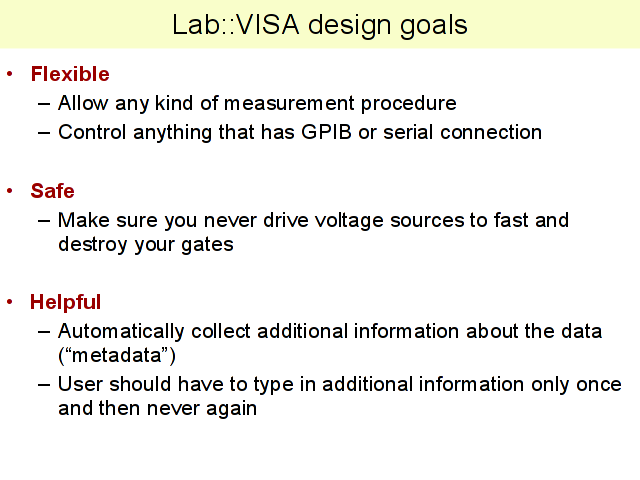 Lab::VISA design goals
• Flexible
– Allow any kind of measurement procedure
– Control anything that has GPIB or serial connection
• Safe
– Make sure you never drive voltage sources to fast and
destroy your gates
• Helpful
– Automatically collect additional information about the data
(“metadata”)
– User should have to type in additional information only once
and then never again